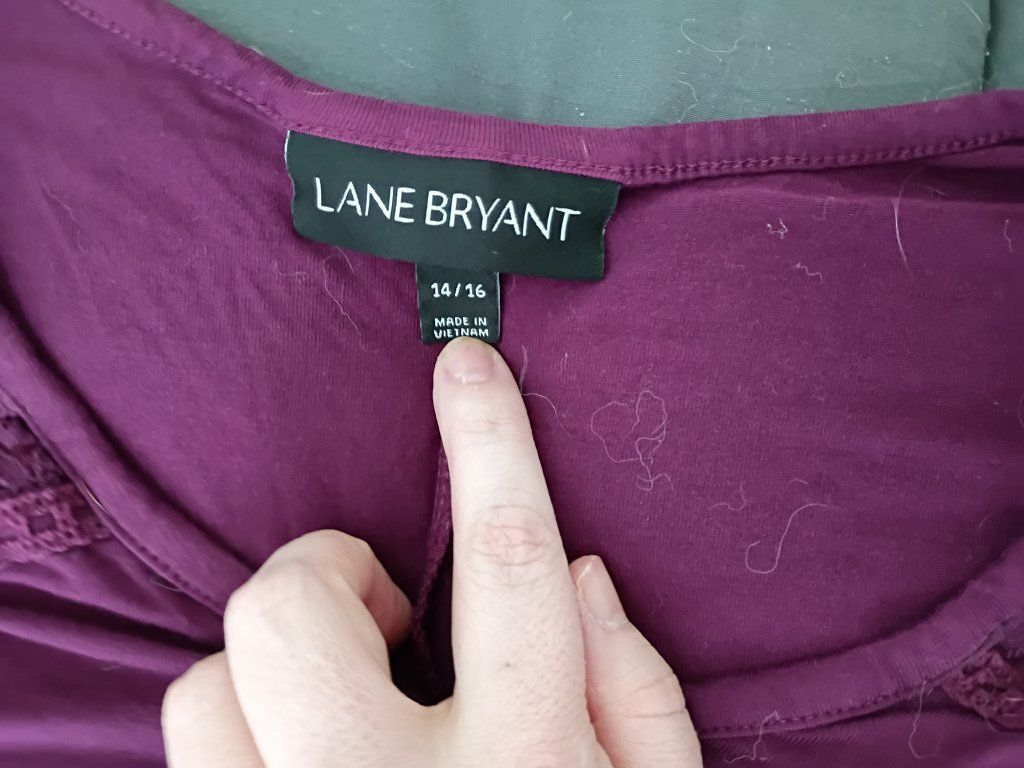 LANE BRYANT
14/16
MADE IN
VIETNAM